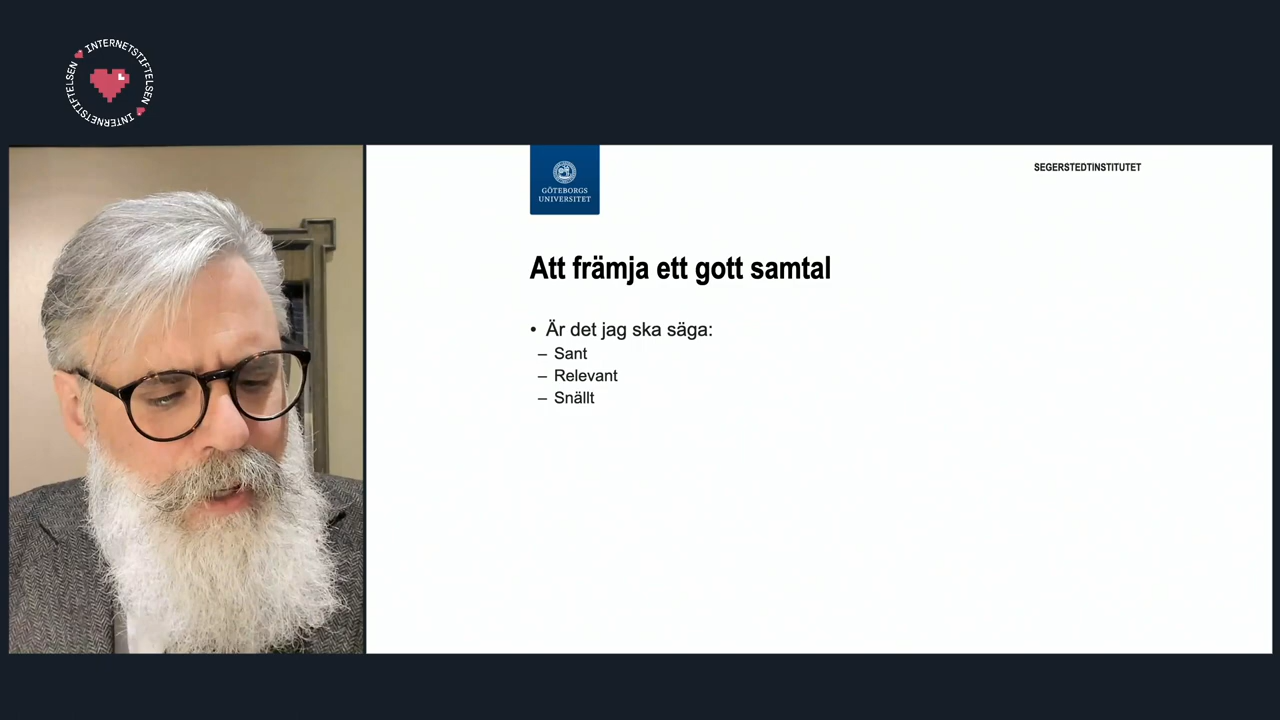 INTERNETSTIFTELSEN
INTERNETSTIFTELSEN
GÖTEBORGS
UNIVERSITET
SEGERSTEDTINSTITUTET
Att främja ett gott samtal
• Är det jag ska säga:
– Sant
– Relevant
– Snällt